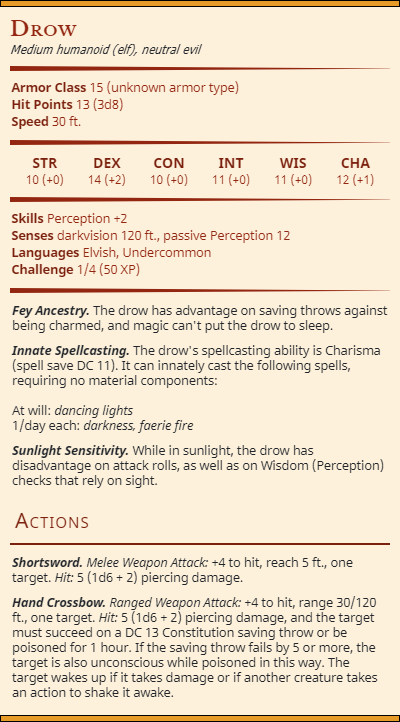 Drow
Medium humanoid (elf), neutral evil
Armor Class 15 (unknown armor type)
Hit Points 13 (3d8)
Speed 30 ft.
STR DEX CON INT WIS CHA
10 (+0) 14 (+2) 10 (+0) 11 (+0) 11 (+0) 12 (+1)
Skills Perception +2
Senses darkvision 120 ft., passive Perception 12
Languages Elvish, Undercommon
Challenge 1/4 (50 XP)
Fey Ancestry. The drow has advantage on saving throws against
being charmed, and magic can't put the drow to sleep.
Innate Spellcasting. The drow's spellcasting ability is Charisma
(spell save DC 11). It can innately cast the following spells,
requiring no material components:
At will: dancing lights
1/day each: darkness, faerie fire
Sunlight Sensitivity. While in sunlight, the drow has
disadvantage on attack rolls, as well as on Wisdom (Perception)
checks that rely on sight.
Actions
Shortsword. Melee Weapon Attack: +4 to hit, reach 5 ft., one
target. Hit: 5 (1d6 + 2) piercing damage.
Hand Crossbow. Ranged Weapon Attack: +4 to hit, range 30/120
ft., one target. Hit: 5 (1d6 + 2) piercing damage, and the target
must succeed on a DC 13 Constitution saving throw or be
poisoned for 1 hour. If the saving throw fails by 5 or more, the
target is also unconscious while poisoned in this way. The
target wakes up if it takes damage or if another creature takes
an action to shake it awake.